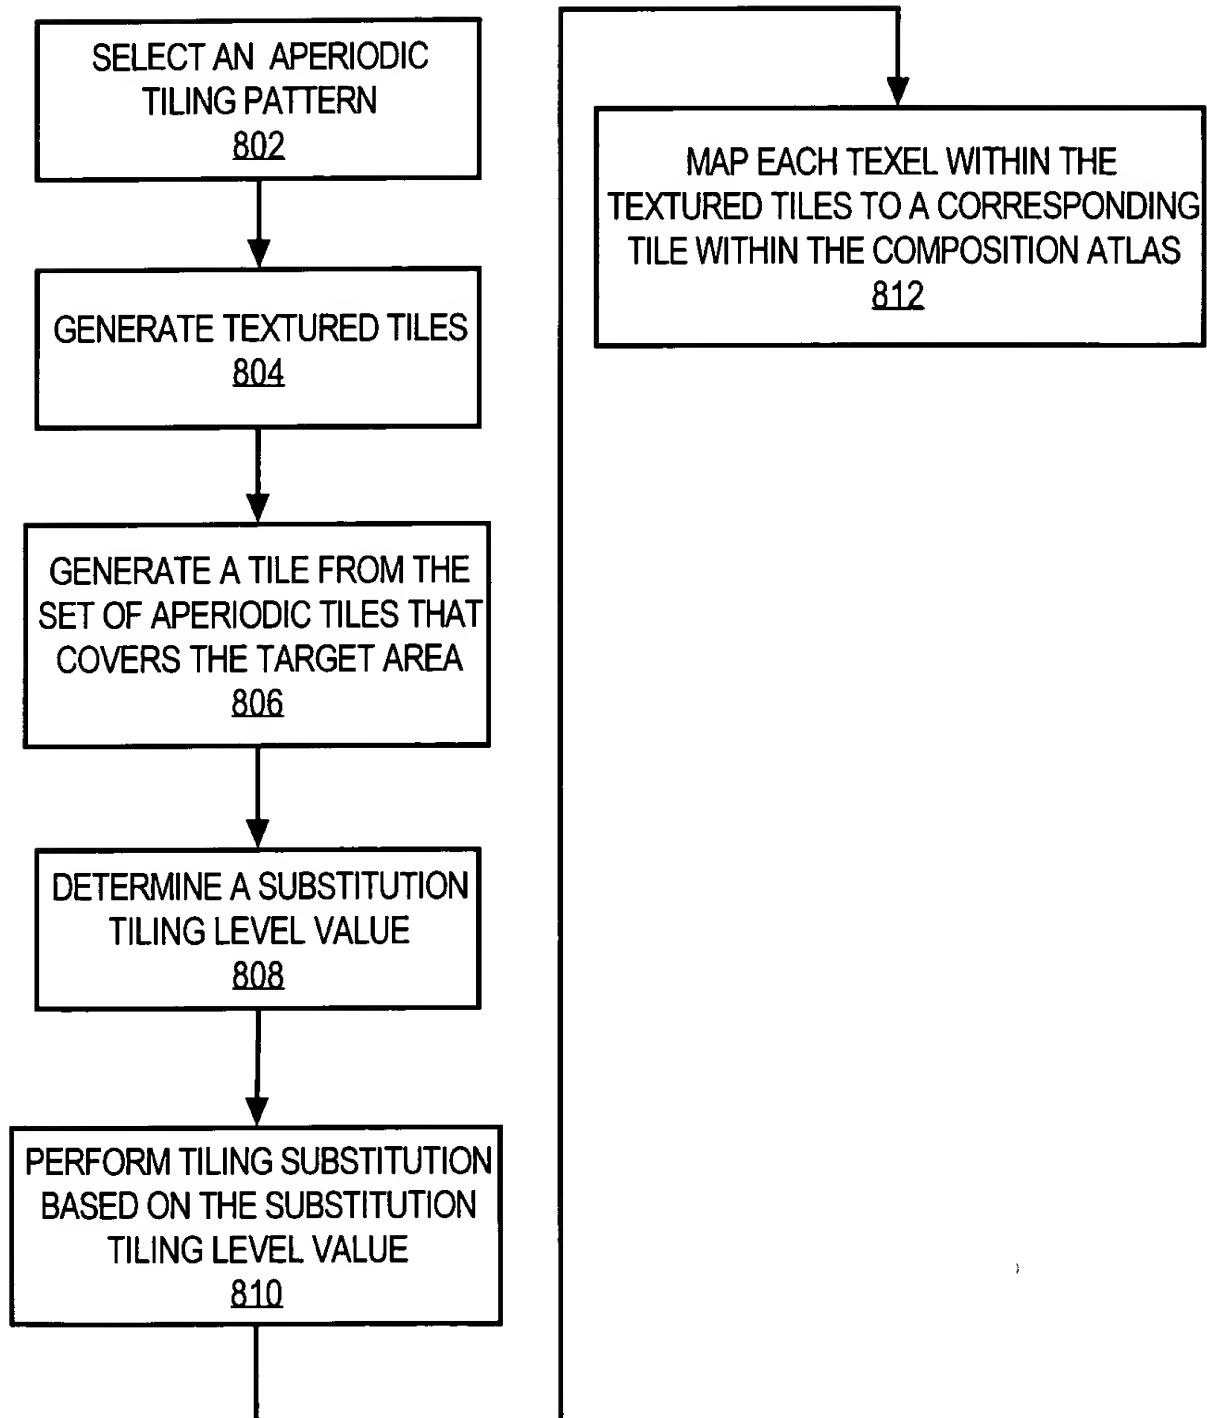 SELECT AN APERIODIC
TILING PATTERN
802
GENERATE TEXTURED TILES
804
GENERATE A TILE FROM THE
SET OF APERIODIC TILES THAT
COVERS THE TARGET AREA
806
DETERMINE A SUBSTITUTION
TILING LEVEL VALUE
808
PERFORM TILING SUBSTITUTION
BASED ON THE SUBSTITUTION
TILING LEVEL VALUE
810
MAP EACH TEXEL WITHIN THE
TEXTURED TILES TO A CORRESPONDING
TILE WITHIN THE COMPOSITION ATLAS
812